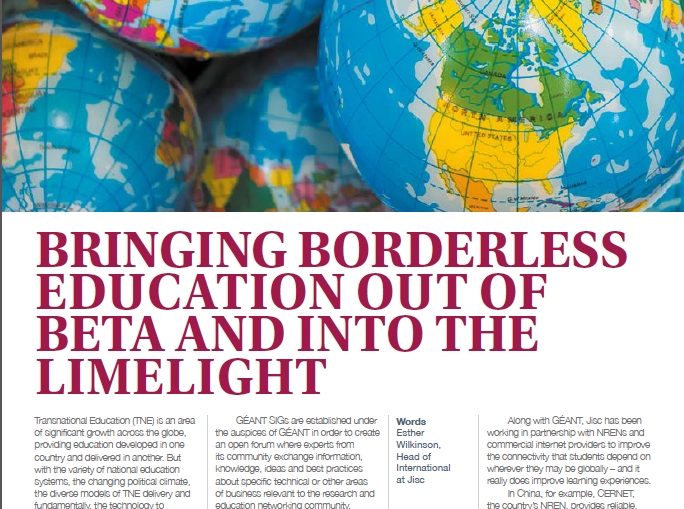 CANADA
NORTH AMERICA
UNITED STATES
BRINGING BORDERLESS
EDUCATION OUT OF
BETA AND INTO THE
LIMELIGHT
Transnational Education (TNE) is an area
of significant growth across the globe,
providing education developed in one
country and delivered in another. But
with the variety of national education
systems, the changing political climate,
the diverse models of TNE delivery and
fundamentally, the technology to
GÉANT SIGs are established under
the auspices of GÉANT in order to create
an open forum where experts from
its community exchange information,
knowledge, ideas and best practices
about specific technical or other areas
of business relevant to the research and
education networking community.
Words
Esther
Wilkinson,
Head of
International
at Jisc
Along with GÉANT, Jisc has been
working in partnership with NRENs and
commercial internet providers to improve
the connectivity that students depend on
wherever they may be globally – and it
really does improve learning experiences.
In China, for example, CERNET,
the country's NREN, provides reliable,